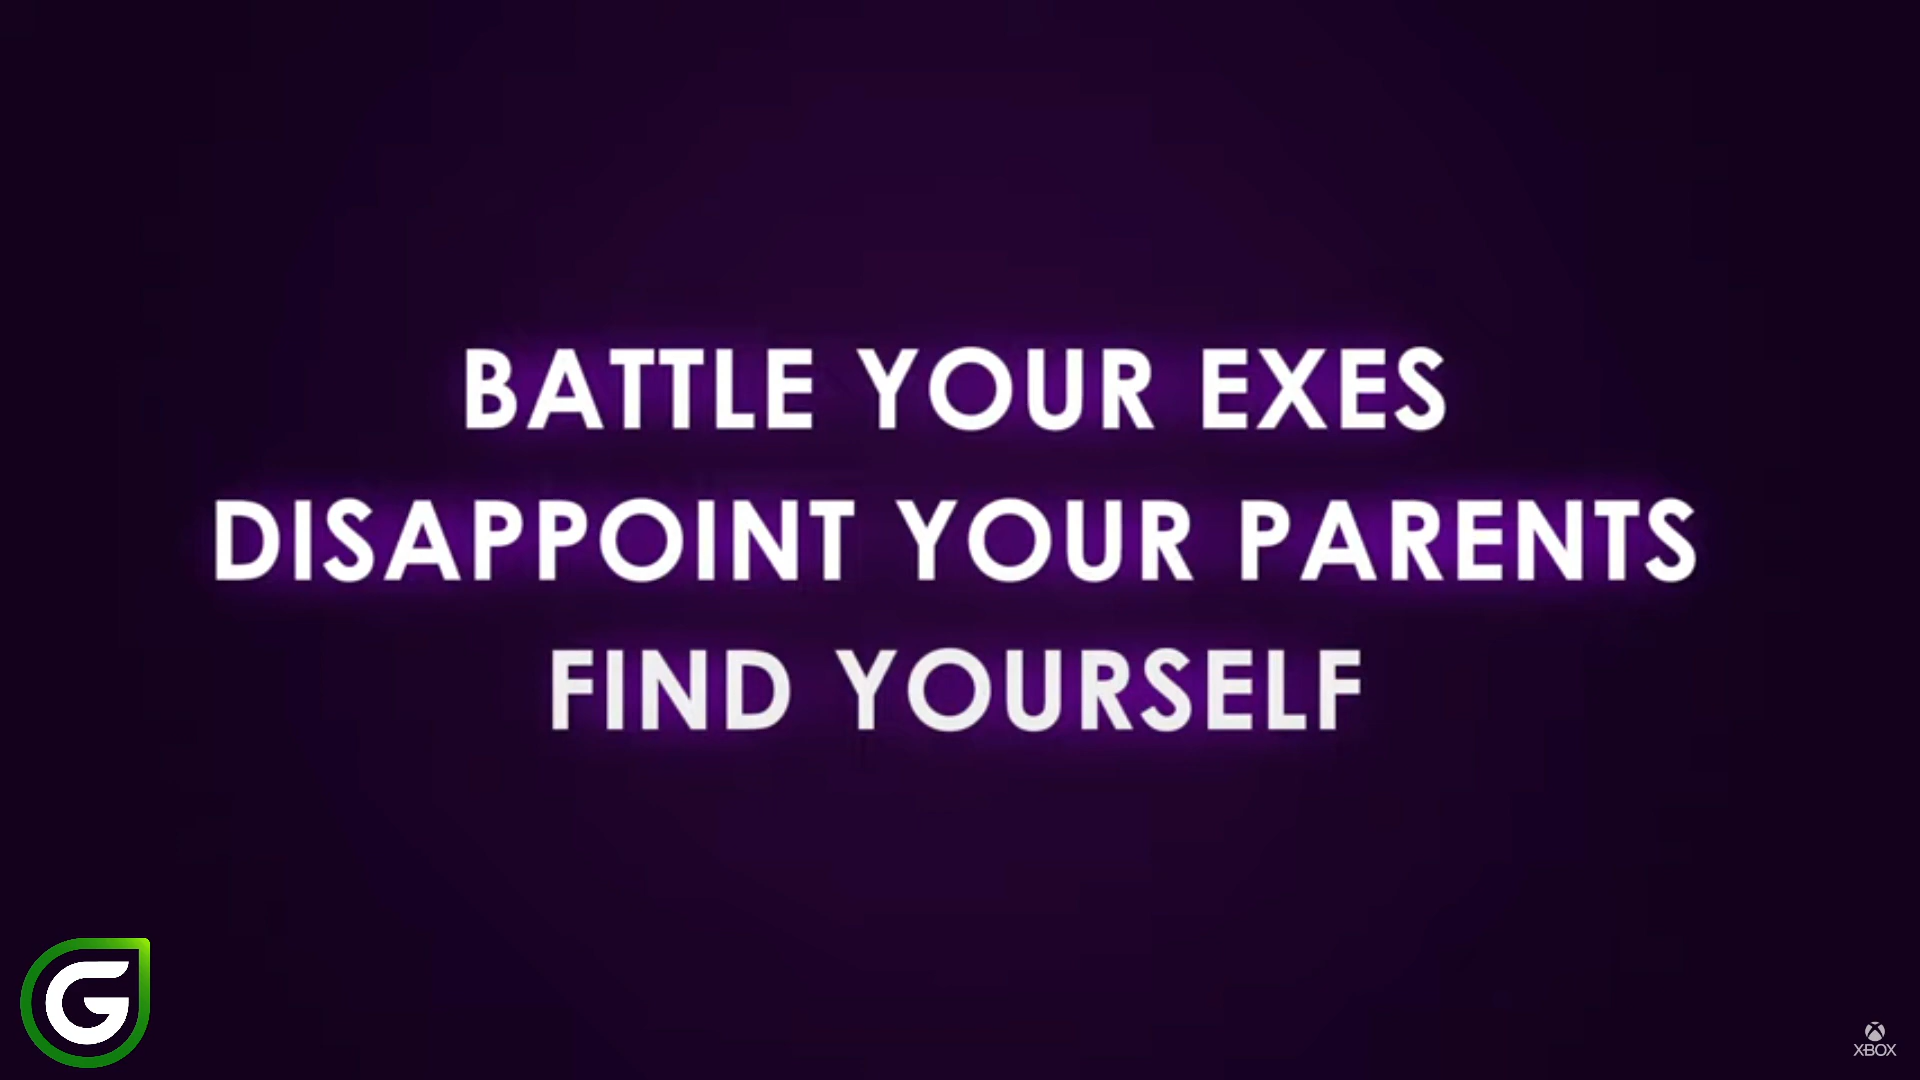 BATTLE YOUR EXES
DISAPPOINT YOUR PARENTS
FIND YOURSELF
G
XBOX